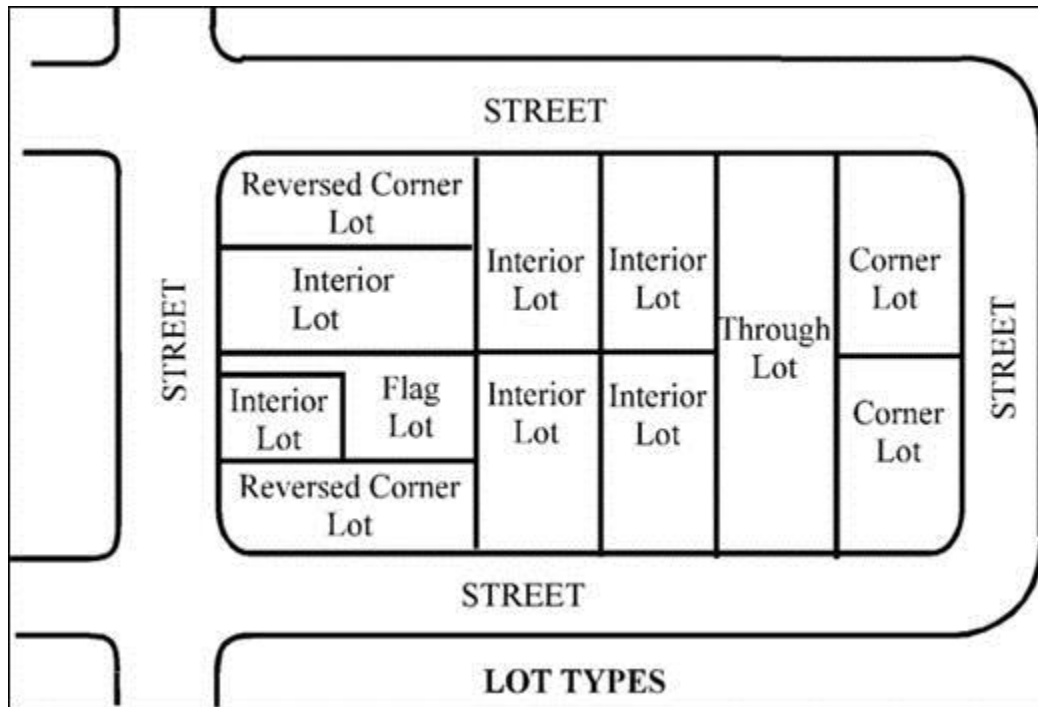 STREET
Reversed Corner
Lot
Interior
Lot
Interior
Lot
Interior
Lot
Corner
Lot
Through
Lot
STREET
STREET
Interior
Lot
Flag
Lot
Interior
Lot
Interior
Lot
Corner
Lot
Reversed Corner
Lot
STREET
LOT TYPES